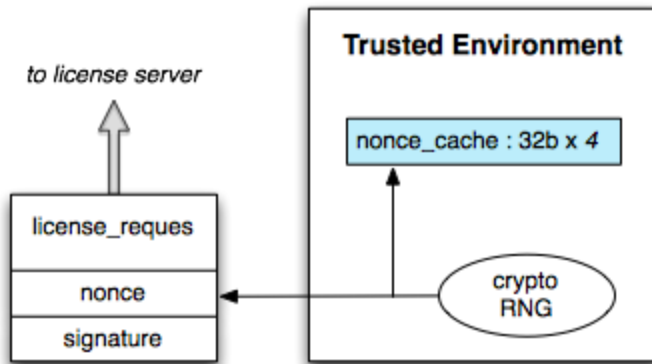 to license server
license_reques
nonce
signature
Trusted Environment
nonce_cache : 32b x 4
crypto
RNG